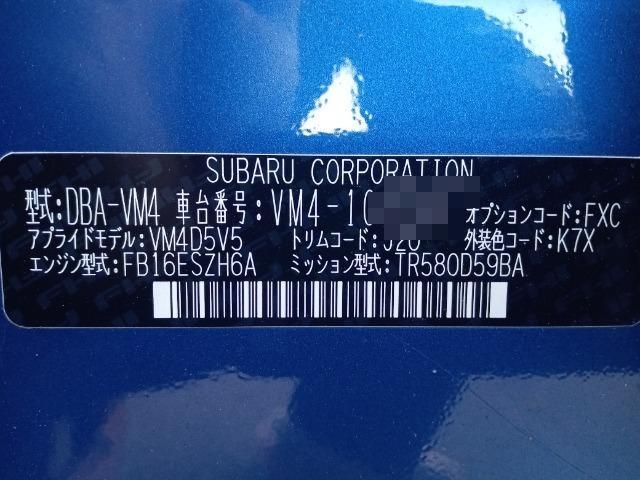 SUBARU CORPORATION
型式:DBA-VM4 車台番号:VM4-10 オプションコード:FXC
アプライドモデル:VM4D5V5 トリムコード: 外装色コード:K7X
エンジン型式:FB16ESZH6A ミッション型式:TR580D59BA